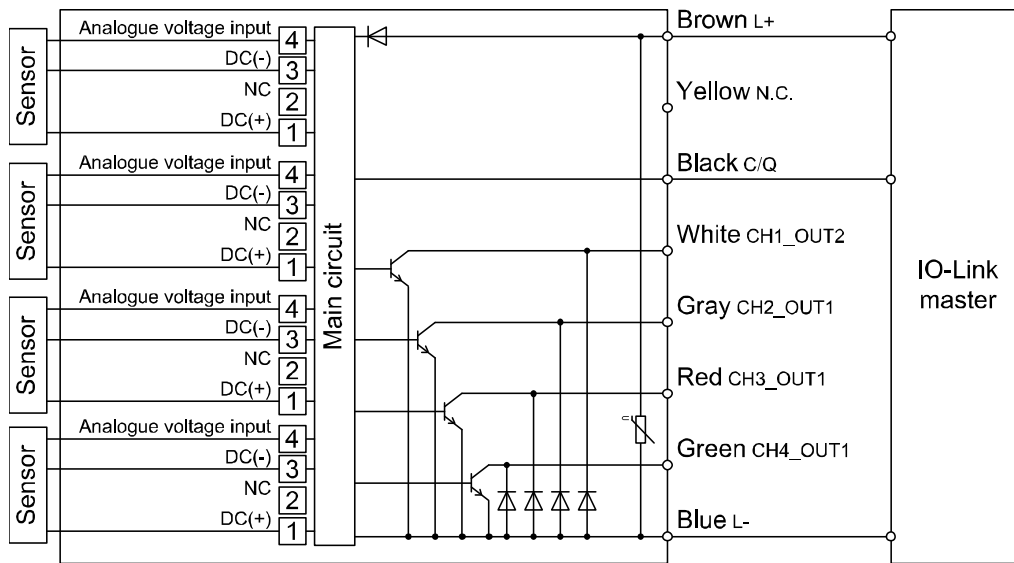 Sensor
Analogue voltage input 4
DC(-) 3
NC 2
DC(+) 1
Sensor
Analogue voltage input 4
DC(-) 3
NC 2
DC(+) 1
Sensor
Analogue voltage input 4
DC(-) 3
NC 2
DC(+) 1
Sensor
Analogue voltage input 4
DC(-) 3
NC 2
DC(+) 1
Main circuit
Brown L+
Yellow N.C.
Black C/Q
White CH1_OUT2
Gray CH2_OUT1
Red CH3_OUT1
Green CH4_OUT1
Blue L-
IO-Link
master